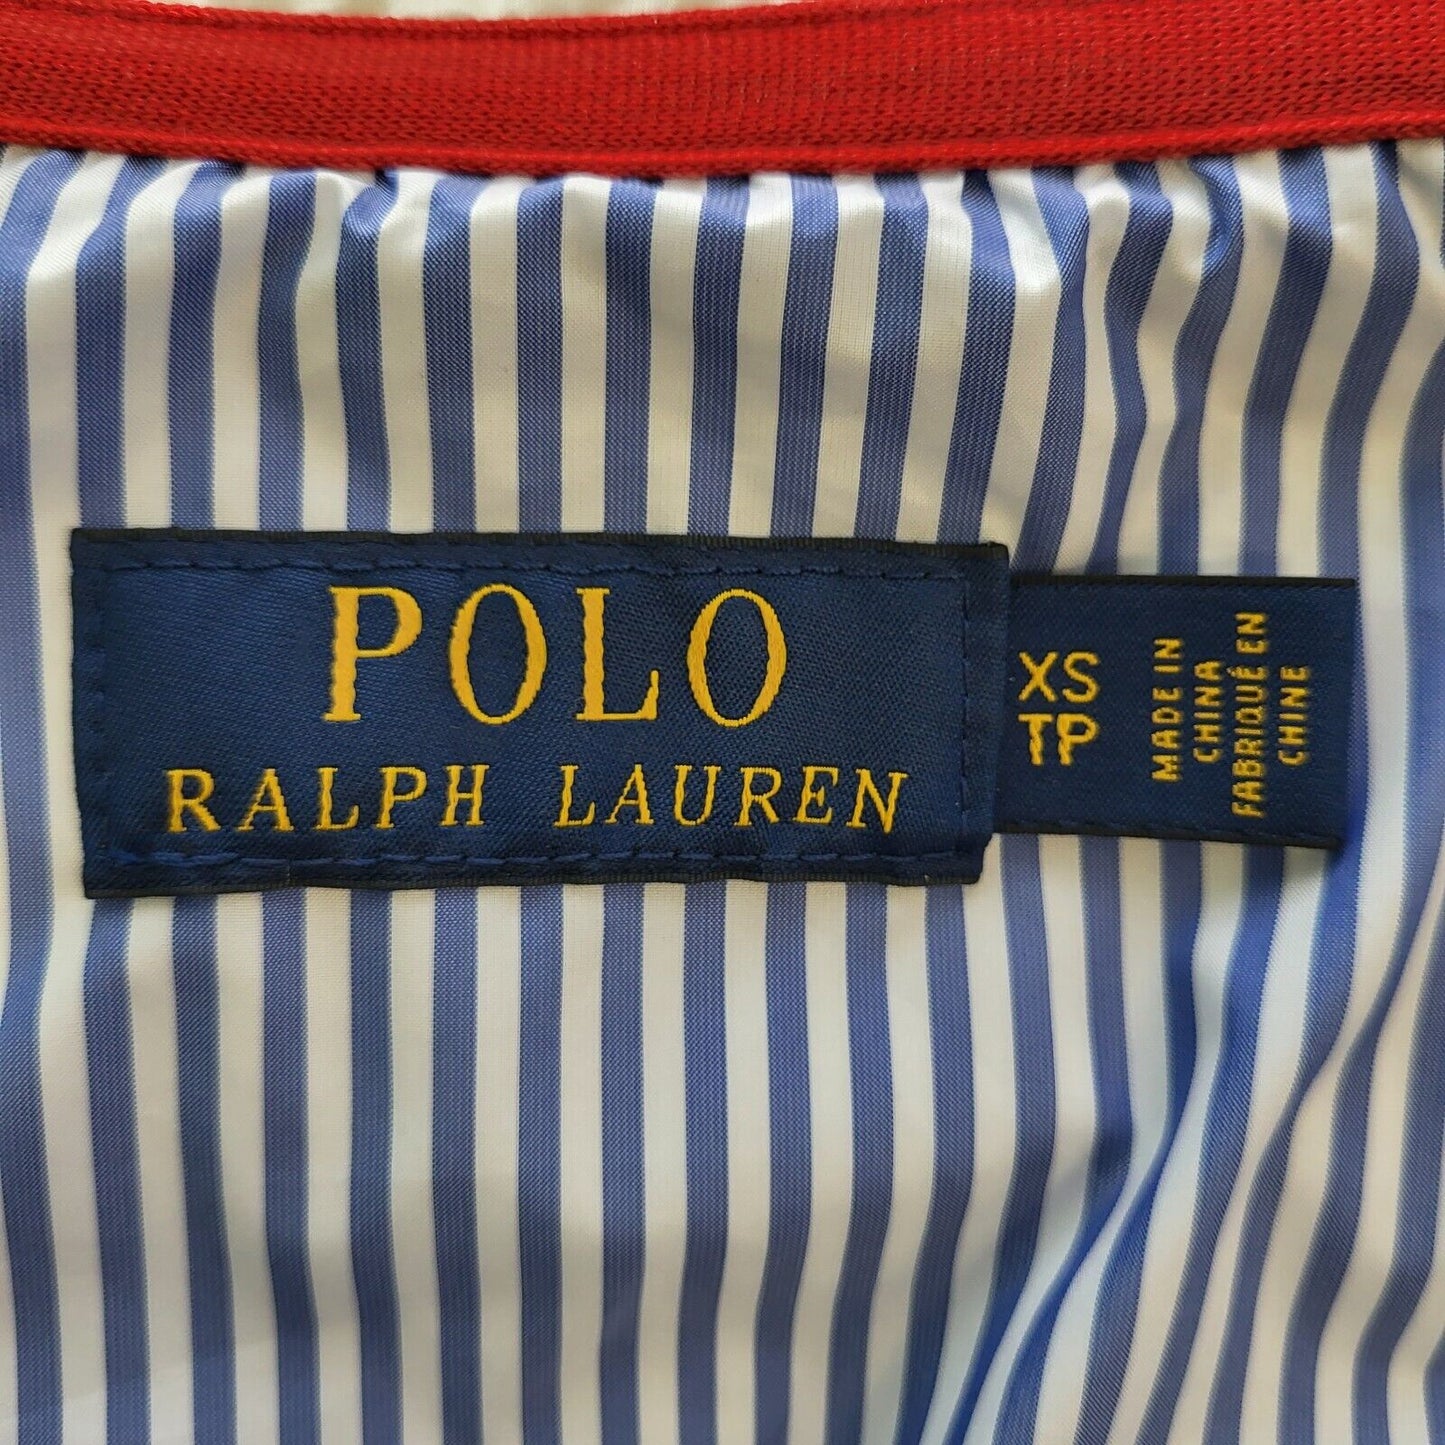 POLO
RALPH LAUREN
XS
TP
MADE IN
CHINA
FABRIQUÉ EN
CHINE